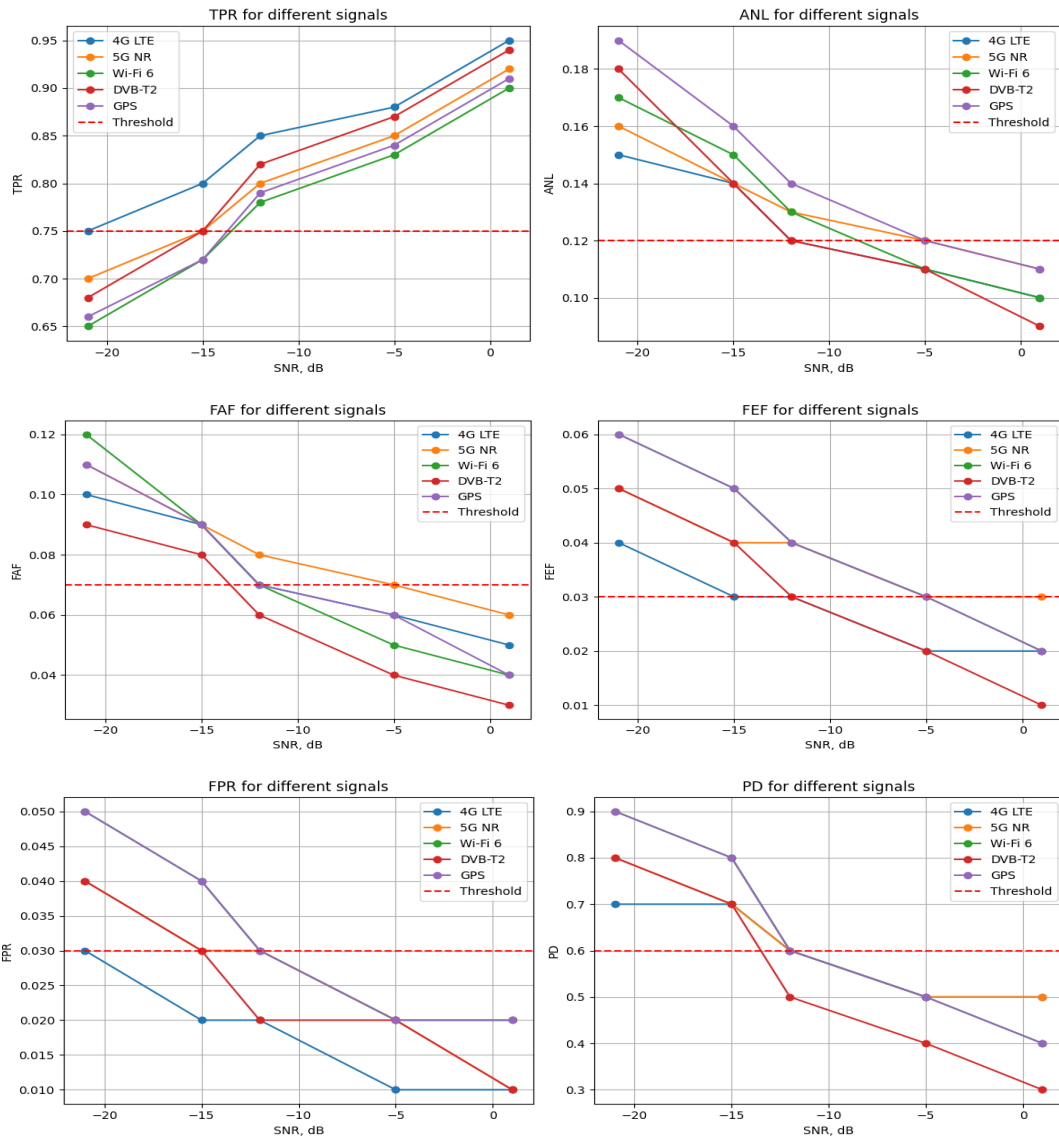 TPR for different signals
4G LTE
5G NR
Wi-Fi 6
DVB-T2
GPS
Threshold
0.95
0.90
0.85
0.80
0.75
0.70
0.65
TPR
−20
−15
−10
−5
0
SNR, dB
ANL for different signals
4G LTE
5G NR
Wi-Fi 6
DVB-T2
GPS
Threshold
0.18
0.16
0.14
0.12
0.10
ANL
−20
−15
−10
−5
0
SNR, dB
FAF for different signals
4G LTE
5G NR
Wi-Fi 6
DVB-T2
GPS
Threshold
0.12
0.10
0.08
0.06
0.04
FAF
−20
−15
−10
−5
0
SNR, dB
FEF for different signals
4G LTE
5G NR
Wi-Fi 6
DVB-T2
GPS
Threshold
0.06
0.05
0.04
0.03
0.02
0.01
FEF
−20
−15
−10
−5
0
SNR, dB
FPR for different signals
4G LTE
5G NR
Wi-Fi 6
DVB-T2
GPS
Threshold
0.050
0.045
0.040
0.035
0.030
0.025
0.020
0.015
0.010
FPR
−20
−15
−10
−5
0
SNR, dB
PD for different signals
4G LTE
5G NR
Wi-Fi 6
DVB-T2
GPS
Threshold
0.9
0.8
0.7
0.6
0.5
0.4
0.3
PD
−20
−15
−10
−5
0
SNR, dB